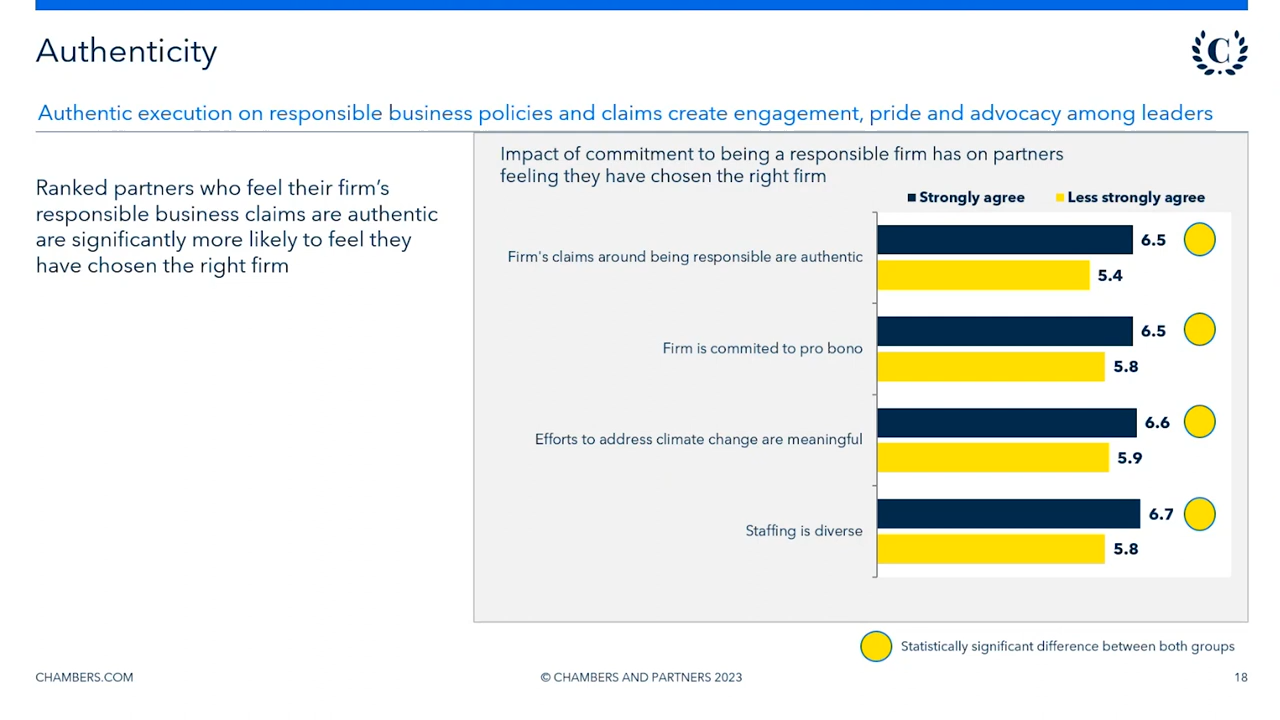 Authenticity
C
Authentic execution on responsible business policies and claims create engagement, pride and advocacy among leaders
Ranked partners who feel their firm's
responsible business claims are authentic
are significantly more likely to feel they
have chosen the right firm
Impact of commitment to being a responsible firm has on partners
feeling they have chosen the right firm
Strongly agree Less strongly agree
Firm's claims around being responsible are authentic
6.5
5.4
Firm is commited to pro bono
6.5
5.8
Efforts to address climate change are meaningful
6.6
5.9
Staffing is diverse
6.7
5.8
Statistically significant difference between both groups
CHAMBERS.COM
© CHAMBERS AND PARTNERS 2023
18